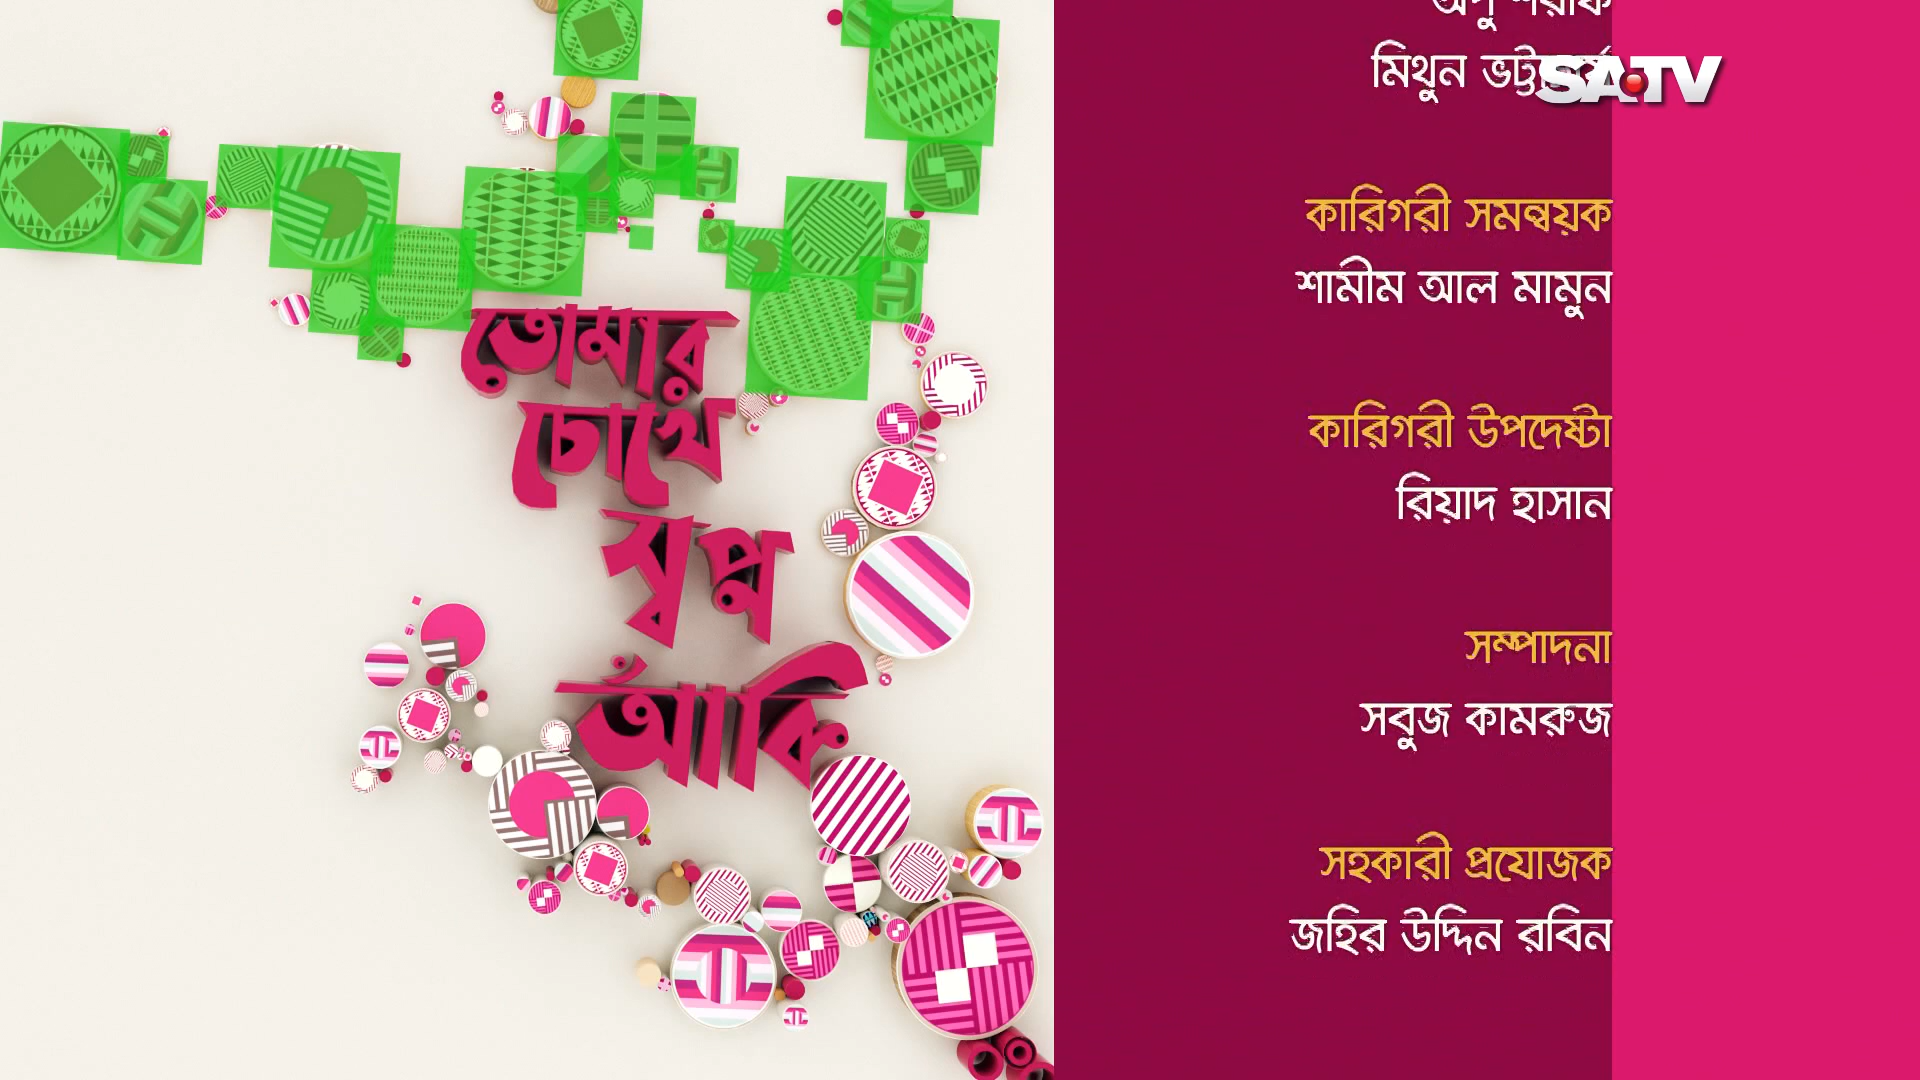 তোমার
চোখে
স্বপ্ন
আঁকি
মিথুন
SATV
কারিগরী সমন্বয়ক
শামীম আল মামুন
কারিগরী উপদেষ্টা
রিয়াদ হাসান
সম্পাদনা
সবুজ কামরুজ
সহকারী প্রযোজক
জহির উদ্দিন রবিন